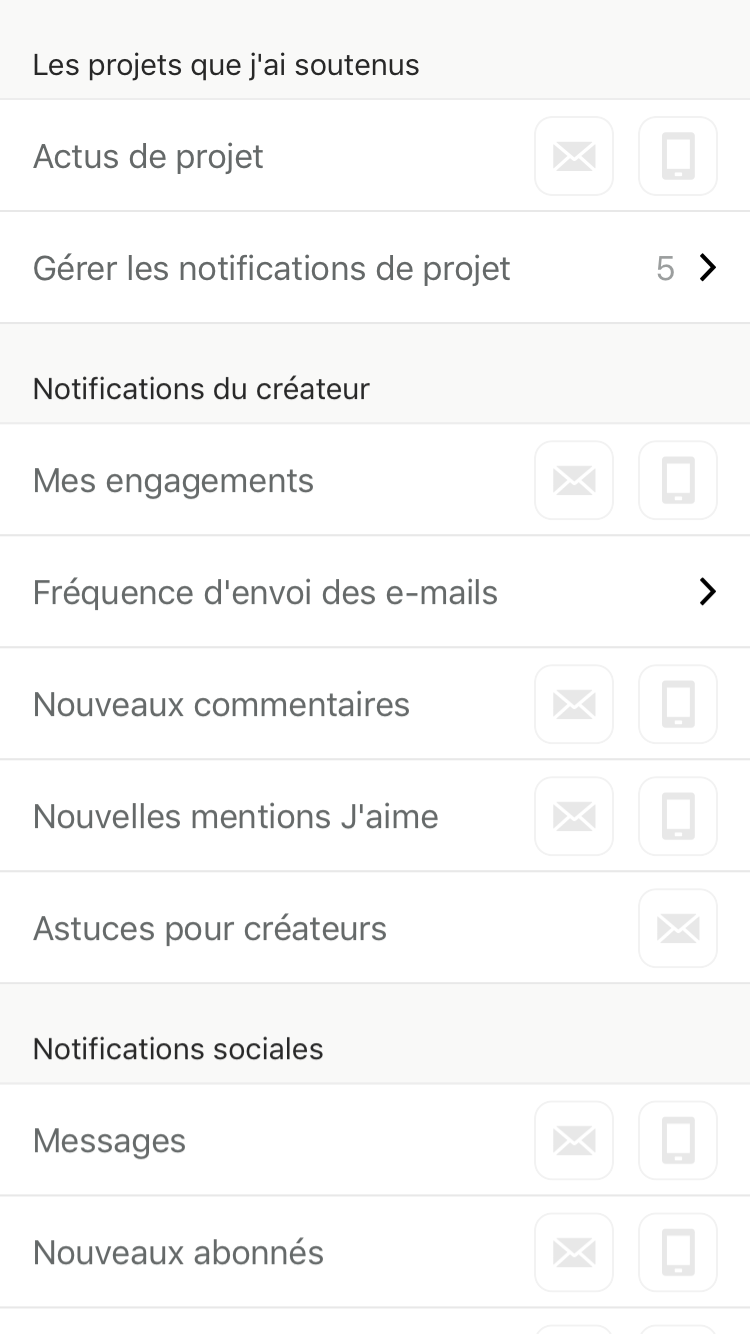 Les projets que j'ai soutenus
Actus de projet
Gérer les notifications de projet 5
Notifications du créateur
Mes engagements
Fréquence d'envoi des e-mails
Nouveaux commentaires
Nouvelles mentions J'aime
Astuces pour créateurs
Notifications sociales
Messages
Nouveaux abonnés